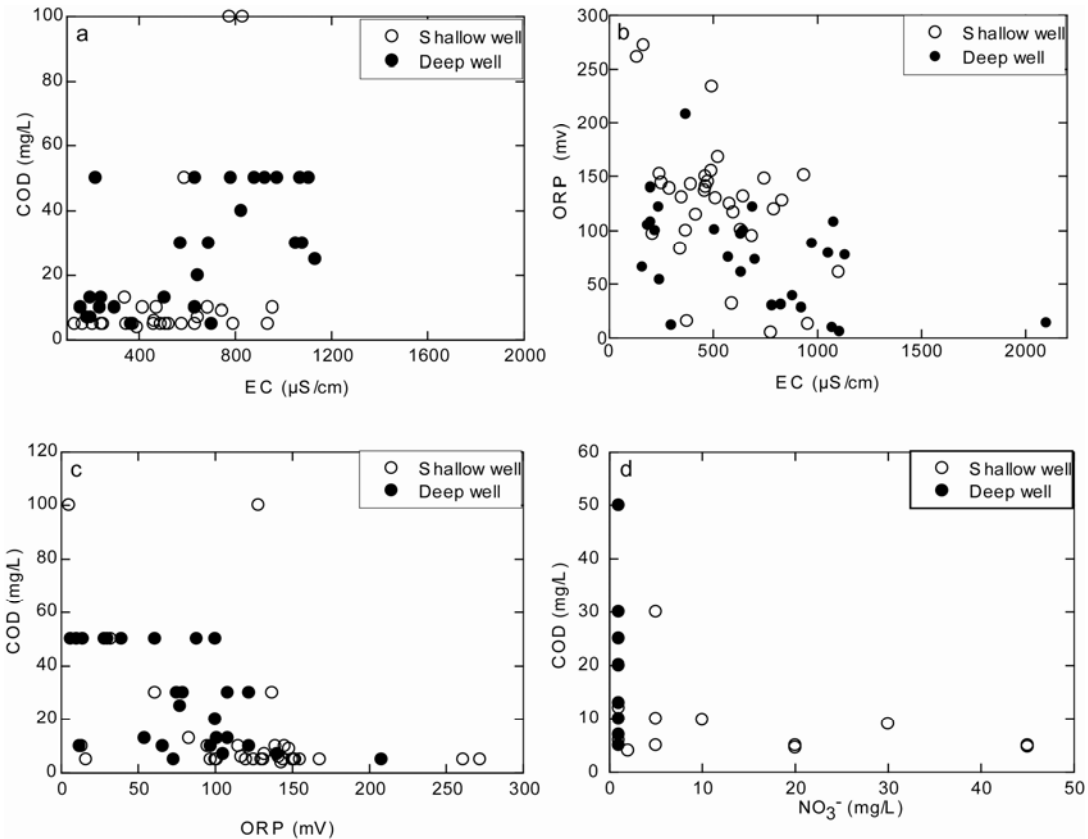 a
Shallow well
Deep well
100
80
60
40
20
0
COD (mg/L)
400
800
1200
1600
2000
EC (µS/cm)
b
Shallow well
Deep well
300
250
200
150
100
50
0
ORP (mv)
0
500
1000
1500
2000
EC (µS/cm)
c
Shallow well
Deep well
120
100
80
60
40
20
0
COD (mg/L)
0
50
100
150
200
250
300
ORP (mV)
d
Shallow well
Deep well
60
50
40
30
20
10
0
COD (mg/L)
0
10
20
30
40
50
NO₃⁻ (mg/L)